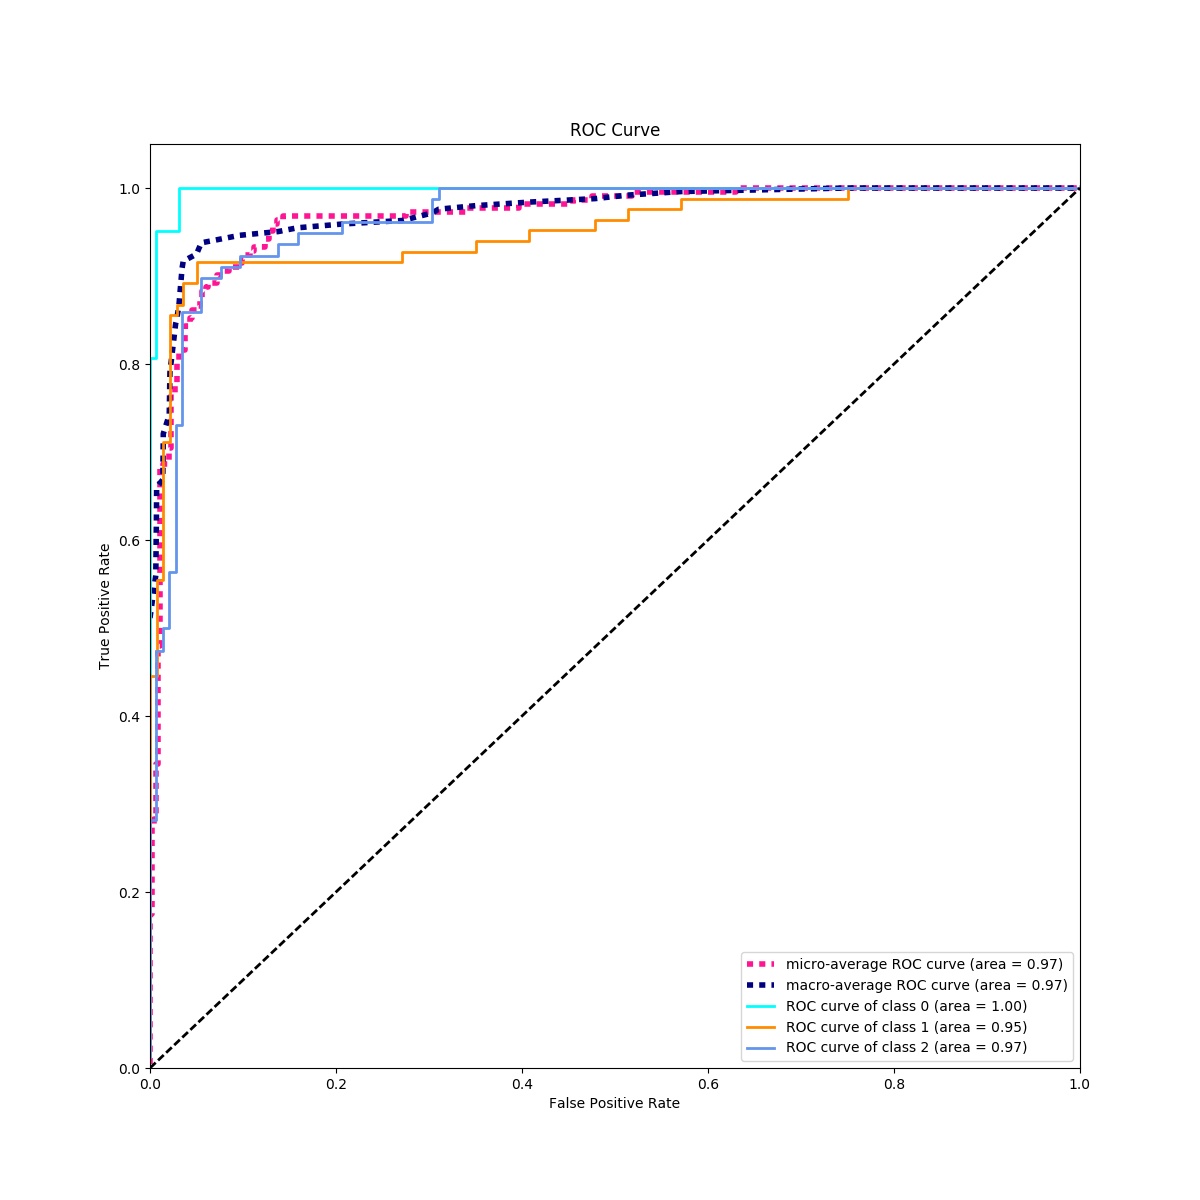 ROC Curve
1.0
0.8
0.6
0.4
0.2
0.0
True Positive Rate
0.0 0.2 0.4 0.6 0.8 1.0
False Positive Rate
micro-average ROC curve (area = 0.97)
macro-average ROC curve (area = 0.97)
ROC curve of class 0 (area = 1.00)
ROC curve of class 1 (area = 0.95)
ROC curve of class 2 (area = 0.97)